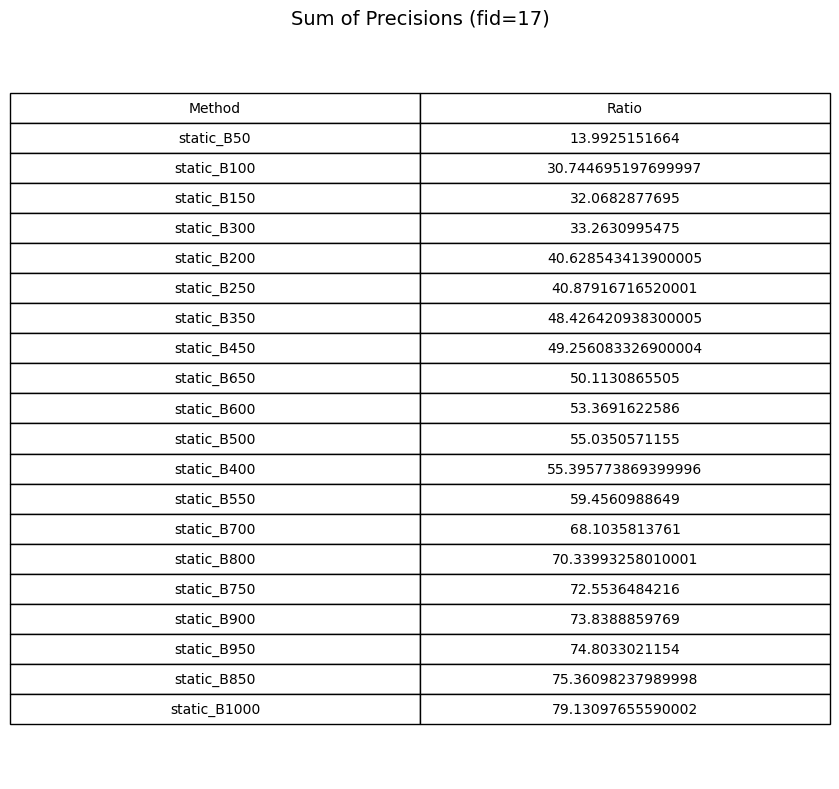 Sum of Precisions (fid=17)
Method Ratio
static_B50 13.9925151664
static_B100 30.744695197699997
static_B150 32.0682877695
static_B300 33.2630995475
static_B200 40.628543413900005
static_B250 40.87916716520001
static_B350 48.426420938300005
static_B450 49.256083326900004
static_B650 50.1130865505
static_B600 53.3691622586
static_B500 55.0350571155
static_B400 55.395773869399996
static_B550 59.4560988649
static_B700 68.1035813761
static_B800 70.33993258010001
static_B750 72.5536484216
static_B900 73.8388859769
static_B950 74.8033021154
static_B850 75.36098237989998
static_B1000 79.13097655590002